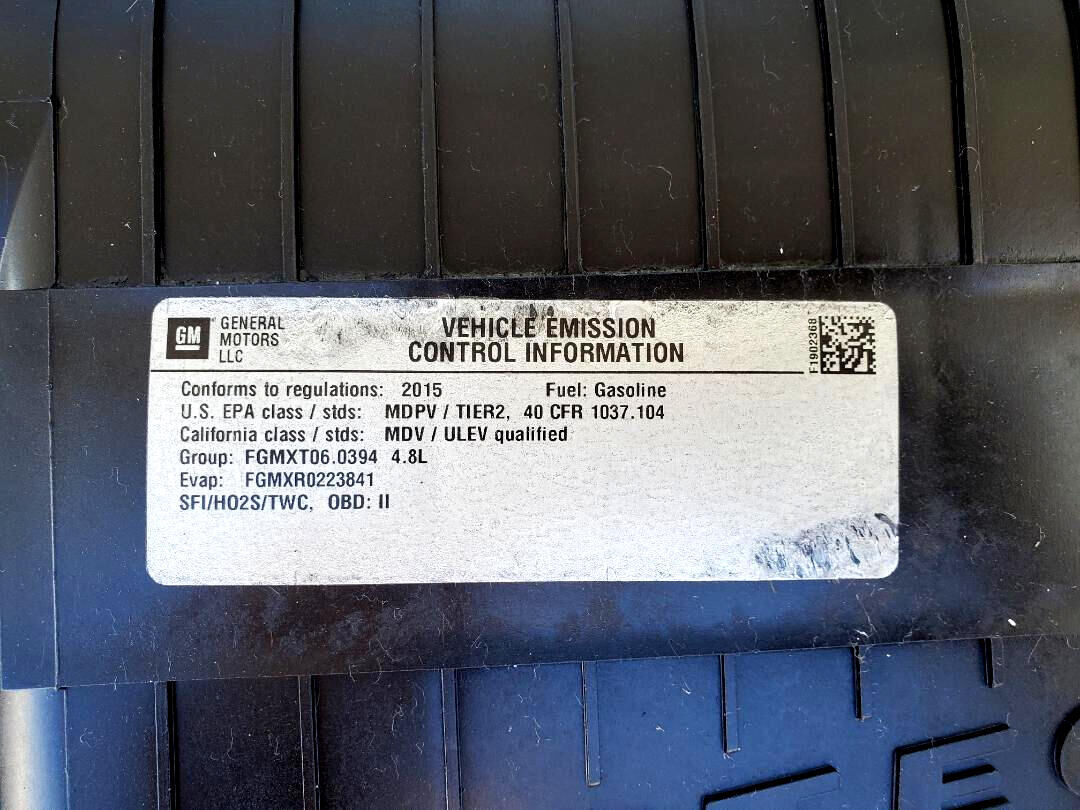 GM
GENERAL
MOTORS
LLC
VEHICLE EMISSION
CONTROL INFORMATION
F1902368
Conforms to regulations: 2015 Fuel: Gasoline
U.S. EPA class / stds: MDPV / TIER2, 40 CFR 1037.104
California class / stds: MDV / ULEV qualified
Group: FGMXT06.0394 4.8L
Evap: FGMXR0223841
SFI/HO2S/TWC, OBD: II